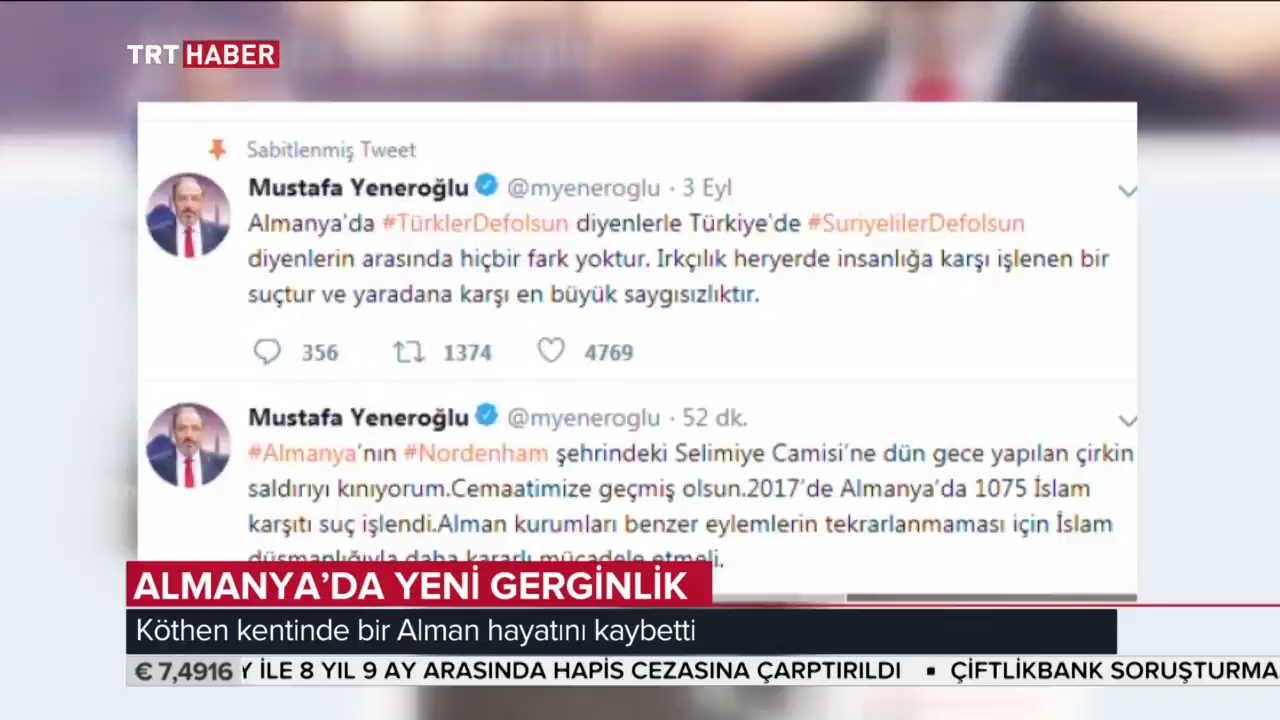 TRT HABER
Sabitlenmiş Tweet
Mustafa Yeneroğlu @myeneroglu · 3 Eyl
Almanya'da #TürklerDefolsun diyenlerle Türkiye'de #SuriyelilerDefolsun
diyenlerin arasında hiçbir fark yoktur. Irkçılık heryerde insanlığa karşı işlenen bir
suçtur ve yaradana karşı en büyük saygısızlıktır.
356 1374 4769
Mustafa Yeneroğlu @myeneroglu · 52 dk.
#Almanya'nın #Nordenham şehrindeki Selimiye Camisi'ne dün gece yapılan çirkin
saldırıyı kınıyorum.Cemaatimize geçmiş olsun.2017'de Almanya'da 1075 İslam
karşıtı suç işlendi.Alman kurumları benzer eylemlerin tekrarlanmaması için İslam
düşmanlığıyla daha kararlı mücadele etmeli.
ALMANYA'DA YENİ GERGİNLİK
Köthen kentinde bir Alman hayatını kaybetti
€ 7,4916 Y İLE 8 YIL 9 AY ARASINDA HAPİS CEZASINA ÇARPTIRILDI ▪ ÇİFTLİKBANK SORUŞTURMA